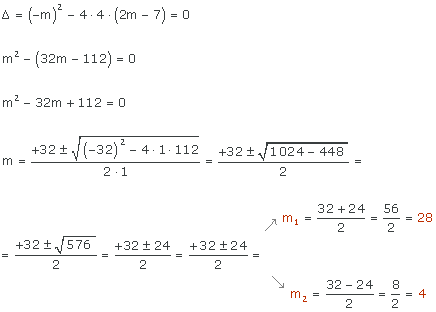 Δ = (−m)² − 4 · 4 · (2m − 7) = 0
m² − (32m − 112) = 0
m² − 32m + 112 = 0
m = (+32 ± √((−32)² − 4 · 1 · 112))/(2 · 1) = (+32 ± √(1024 − 448))/2 =
= (+32 ± √576)/2 = (+32 ± 24)/2 = (+32 ± 24)/2 =
↗ m₁ = (32 + 24)/2 = 56/2 = 28
↘ m₂ = (32 − 24)/2 = 8/2 = 4